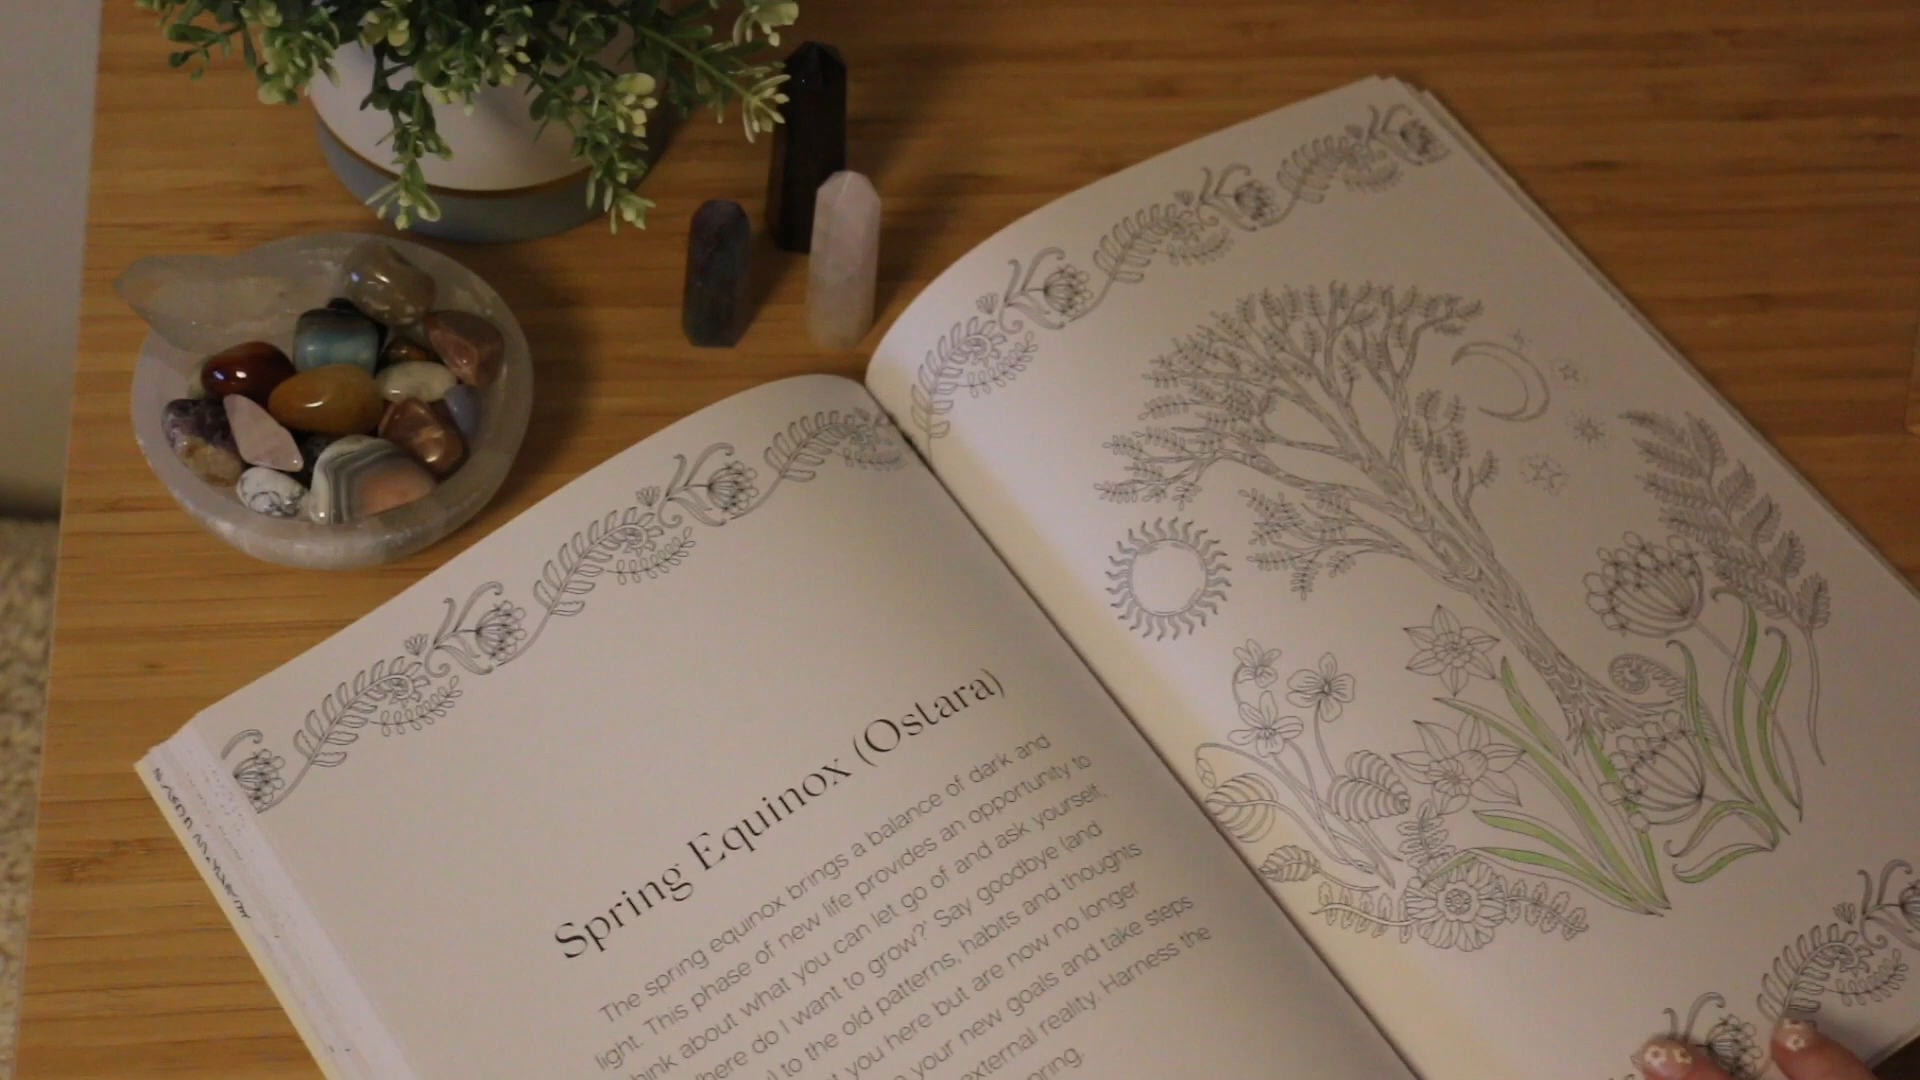 Spring Equinox (Ostara)
The spring equinox brings a balance of dark and
light. This phase of new life provides an opportunity to
think about what you can let go of and ask yourself,
'Where do I want to grow?' Say goodbye (and
to the old patterns, habits and thoughts
you here but are now no longer
your new goals and take steps
external reality. Harness the
spring.